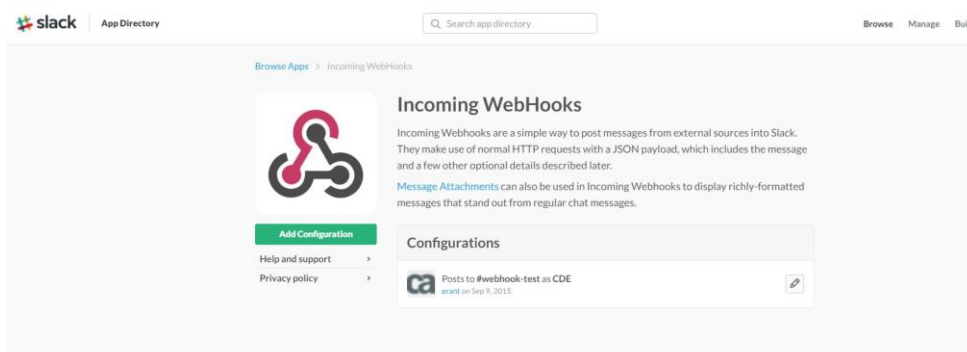 slack App Directory Search app directory Browse Manage Bui
Browse Apps > Incoming WebHooks
Incoming WebHooks
Incoming Webhooks are a simple way to post messages from external sources into Slack.
They make use of normal HTTP requests with a JSON payload, which includes the message
and a few other optional details described later.
Message Attachments can also be used in Incoming Webhooks to display richly-formatted
messages that stand out from regular chat messages.
Add Configuration
Help and support >
Privacy policy >
Configurations
ca
Posts to #webhook-test as CDE
erant on Sep 9, 2015